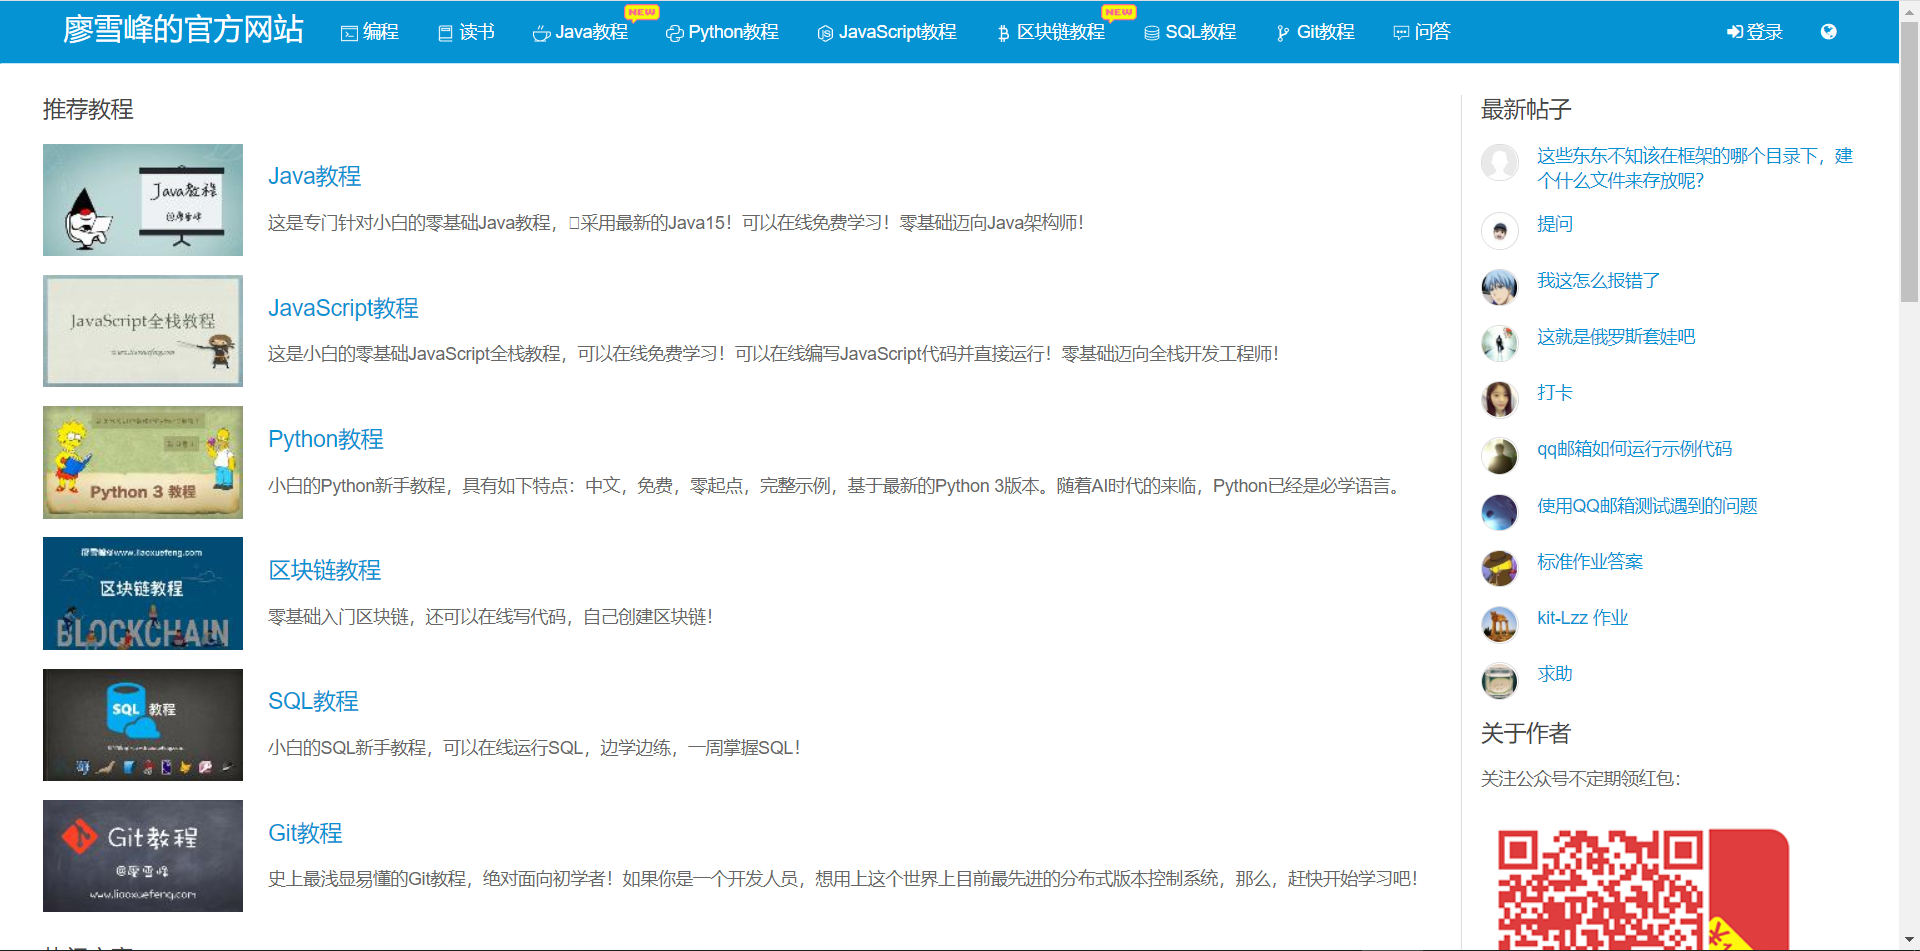 廖雪峰的官方网站
编程
读书
Java教程
NEW
Python教程
JavaScript教程
区块链教程
NEW
SQL教程
Git教程
问答
登录
推荐教程
Java教程
@廖雪峰
Java教程
这是专门针对小白的零基础Java教程，采用最新的Java15！可以在线免费学习！零基础迈向Java架构师！
JavaScript全栈教程
www.liaoxuefeng.com
JavaScript教程
这是小白的零基础JavaScript全栈教程，可以在线免费学习！可以在线编写JavaScript代码并直接运行！零基础迈向全栈开发工程师！
Python 3 教程
Python教程
小白的Python新手教程，具有如下特点：中文，免费，零起点，完整示例，基于最新的Python 3版本。随着AI时代的来临，Python已经是必学语言。
廖雪峰@www.liaoxuefeng.com
区块链教程
BLOCKCHAIN
区块链教程
零基础入门区块链，还可以在线写代码，自己创建区块链！
SQL 教程
SQL教程
小白的SQL新手教程，可以在线运行SQL，边学边练，一周掌握SQL！
Git教程
@廖雪峰
www.liaoxuefeng.com
Git教程
史上最浅显易懂的Git教程，绝对面向初学者！如果你是一个开发人员，想用上这个世界上目前最先进的分布式版本控制系统，那么，赶快开始学习吧！
最新帖子
这些东东不知该在框架的哪个目录下，建
个什么文件来存放呢？
提问
我这怎么报错了
这就是俄罗斯套娃吧
打卡
qq邮箱如何运行示例代码
使用QQ邮箱测试遇到的问题
标准作业答案
kit-Lzz 作业
求助
关于作者
关注公众号不定期领红包：